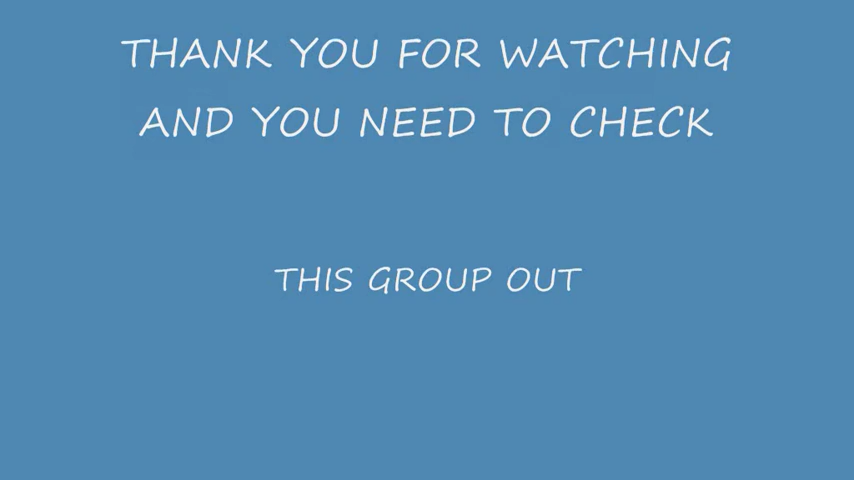 THANK YOU FOR WATCHING
AND YOU NEED TO CHECK
THIS GROUP OUT